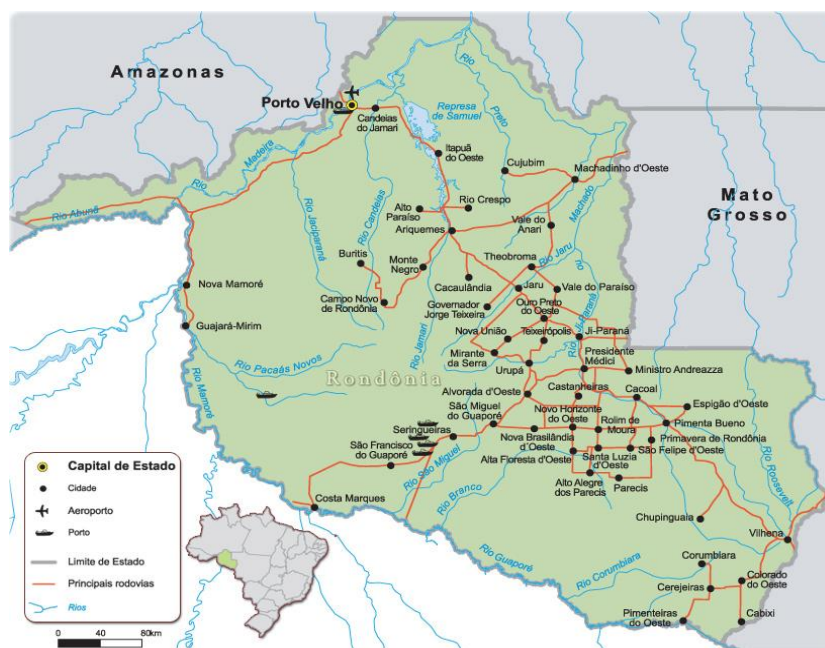 Amazonas
Porto Velho
Candeias
do Jamari
Represa
de Samuel
Rio
Preto
Itapuã
do Oeste
Cujubim
Machadinho d'Oeste
Mato
Grosso
Rio
Madeira
Rio Abunã
Rio Jaciparaná
Rio Candeias
Alto
Paraíso
Rio Crespo
Ariquemes
Vale do
Anari
Rio
Machado
Buritis
Monte
Negro
Theobroma
Rio Jaru
Nova Mamoré
Campo Novo
de Rondônia
Cacaulândia
Jaru
Vale do Paraíso
Governador
Jorge Teixeira
Ouro Preto
do Oeste
ou
Rio Ji-Paraná
Guajará-Mirim
Rio Jamari
Nova União
Teixeirópolis
Ji-Paraná
Rio Pacaás Novos
Mirante
da Serra
Urupá
Presidente
Médici
Ministro Andreazza
Rio Mamoré
Rondônia
Alvorada d'Oeste
Castanheiras
Cacoal
Espigão d'Oeste
São Miguel
do Guaporé
Novo Horizonte
do Oeste
Rolim de
Moura
Pimenta Bueno
Seringueiras
Nova Brasilândia
d'Oeste
Primavera de Rondônia
São Francisco
do Guaporé
Rio São Miguel
Alta Floresta d'Oeste
Santa Luzia
d'Oeste
São Felipe d'Oeste
Rio Roosevelt
Rio Branco
Alto Alegre
dos Parecis
Parecis
Costa Marques
Chupinguaia
Vilhena
Rio Guaporé
Rio Corumbiara
Corumbiara
Colorado
do Oeste
Cerejeiras
Pimenteiras
do Oeste
Cabixi
Capital de Estado
Cidade
Aeroporto
Porto
Limite de Estado
Principais rodovias
Rios
0 40 80km